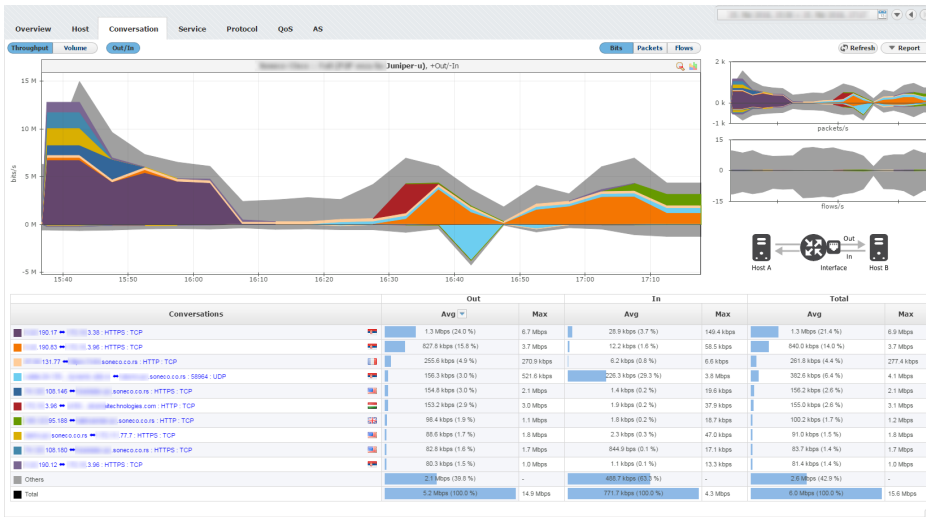 Overview Host Conversation Service Protocol QoS AS
Throughput Volume Out/In Bits Packets Flows Refresh Report
Juniper-u), +Out/-In
15 M
10 M
5 M
0 M
-5 M
bits/s
15:40 15:50 16:00 16:10 16:20 16:30 16:40 16:50 17:00 17:10
2 k
0 k
-1 k
packets/s
15
0
-15
flows/s
Out
In
Host A Interface Host B
Out In Total
Conversations Avg Max Avg Max Avg Max
190.17 3.38 : HTTPS : TCP 1.3 Mbps (24.0 %) 6.7 Mbps 28.9 kbps (3.7 %) 149.4 kbps 1.3 Mbps (21.4 %) 6.9 Mbps
190.83 3.96 : HTTPS : TCP 827.8 kbps (15.8 %) 3.7 Mbps 12.2 kbps (1.6 %) 58.5 kbps 840.0 kbps (14.0 %) 3.7 Mbps
131.77 soneco.co.rs : HTTP : TCP 255.6 kbps (4.9 %) 270.9 kbps 6.2 kbps (0.8 %) 6.6 kbps 261.8 kbps (4.4 %) 277.4 kbps
soneco.co.rs : 58964 : UDP 156.3 kbps (3.0 %) 521.6 kbps 226.3 kbps (29.3 %) 3.8 Mbps 382.6 kbps (6.4 %) 4.1 Mbps
108.146 soneco.co.rs : HTTPS : TCP 154.8 kbps (3.0 %) 2.1 Mbps 1.4 kbps (0.2 %) 19.6 kbps 156.2 kbps (2.6 %) 2.1 Mbps
3.96 technologies.com : HTTP : TCP 153.2 kbps (2.9 %) 3.0 Mbps 1.9 kbps (0.2 %) 37.9 kbps 155.0 kbps (2.6 %) 3.1 Mbps
95.188 soneco.co.rs : HTTP : TCP 98.4 kbps (1.9 %) 1.1 Mbps 1.8 kbps (0.2 %) 18.7 kbps 100.2 kbps (1.7 %) 1.2 Mbps
soneco.co.rs 77.7 : HTTPS : TCP 88.6 kbps (1.7 %) 1.8 Mbps 2.3 kbps (0.3 %) 47.0 kbps 91.0 kbps (1.5 %) 1.8 Mbps
108.180 soneco.co.rs : HTTPS : TCP 82.8 kbps (1.6 %) 1.7 Mbps 844.9 bps (0.1 %) 17.1 kbps 83.7 kbps (1.4 %) 1.7 Mbps
190.12 3.96 : HTTPS : TCP 80.3 kbps (1.5 %) 1.0 Mbps 1.1 kbps (0.1 %) 13.3 kbps 81.4 kbps (1.4 %) 1.0 Mbps
Others 2.1 Mbps (39.8 %) - 488.7 kbps (63.3 %) - 2.6 Mbps (42.9 %) -
Total 5.2 Mbps (100.0 %) 14.9 Mbps 771.7 kbps (100.0 %) 4.3 Mbps 6.0 Mbps (100.0 %) 15.6 Mbps